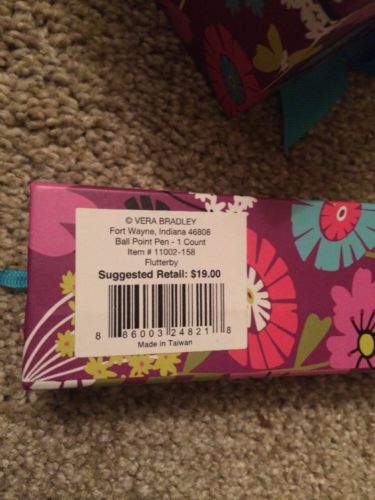 © VERA BRADLEY
Fort Wayne, Indiana 46808
Ball Point Pen - 1 Count
Item # 11002-158
Flutterby
Suggested Retail: $19.00
8 86003 24821 8
Made in Taiwan